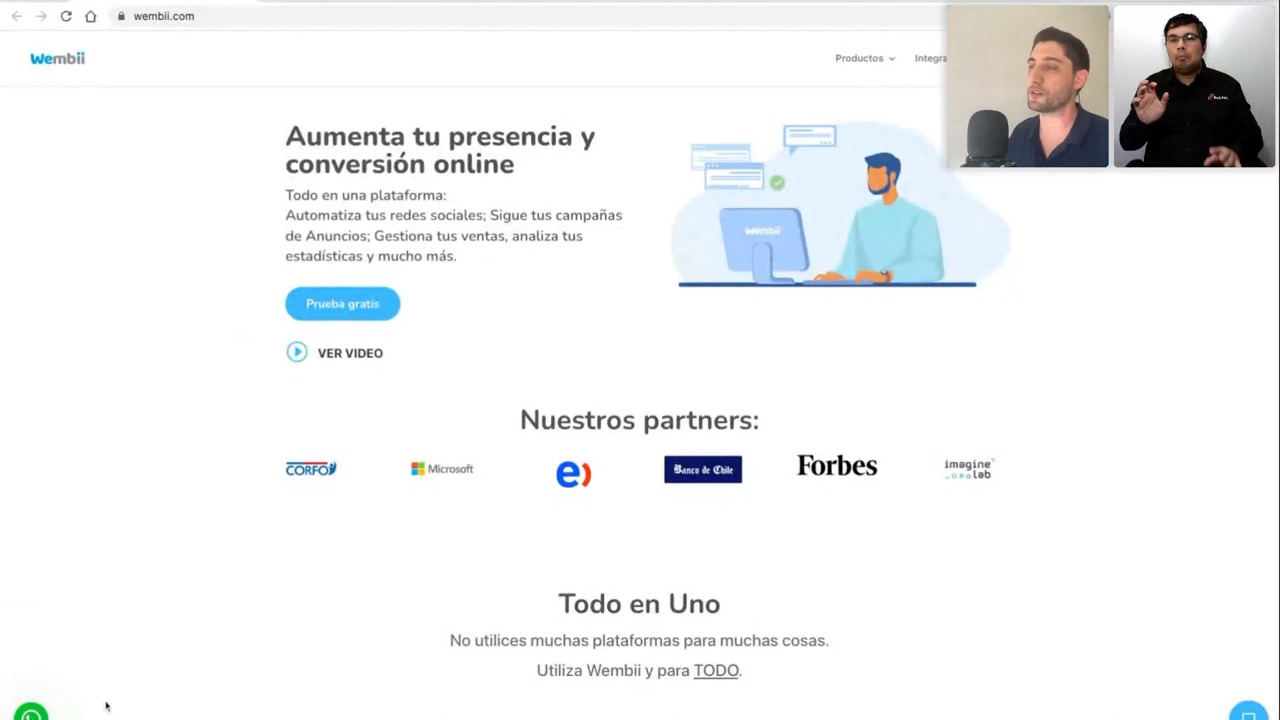 wembii.com
Wembii
Productos
Integra
Aumenta tu presencia y
conversión online
Todo en una plataforma:
Automatiza tus redes sociales; Sigue tus campañas
de Anuncios; Gestiona tus ventas, analiza tus
estadísticas y mucho más.
Wembii
Prueba gratis
VER VIDEO
Nuestros partners:
CORFO
Microsoft
e)
Banco de Chile
Forbes
imagine
lab
Todo en Uno
No utilices muchas plataformas para muchas cosas.
Utiliza Wembii y para TODO.